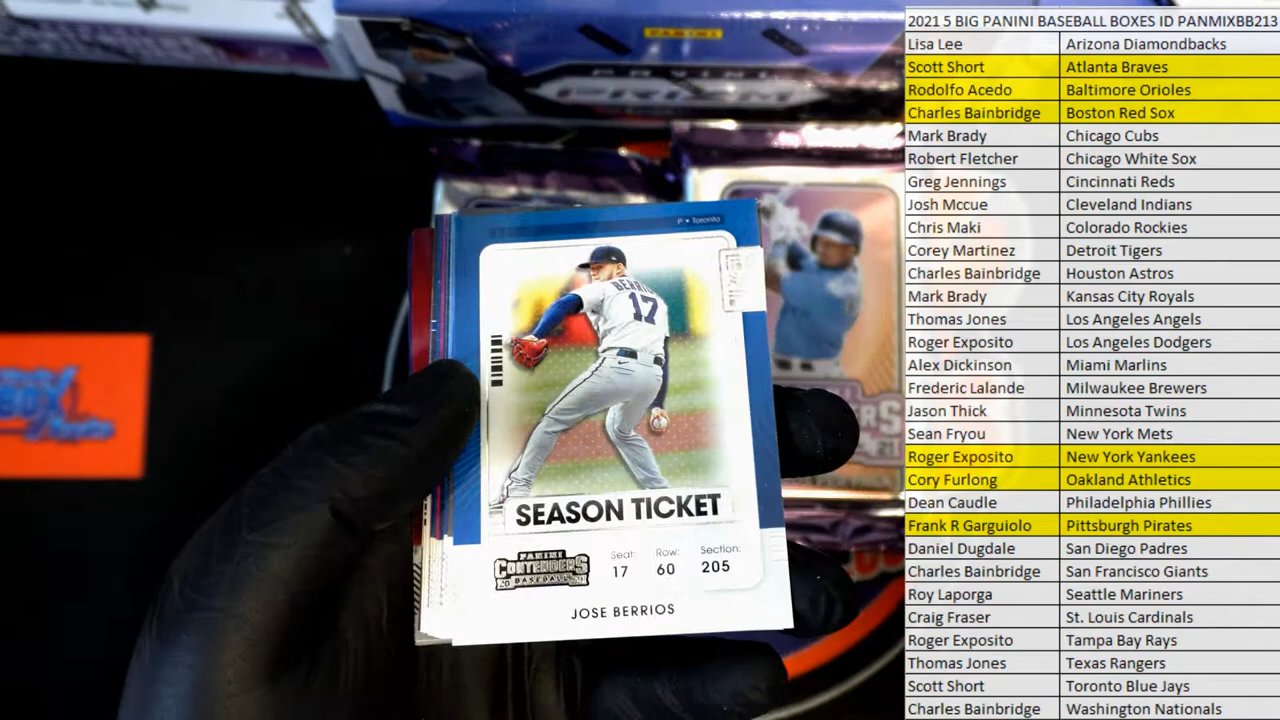 2021 5 BIG PANINI BASEBALL BOXES ID PANMIXBB213
Lisa Lee Arizona Diamondbacks
Scott Short Atlanta Braves
Rodolfo Acedo Baltimore Orioles
Charles Bainbridge Boston Red Sox
Mark Brady Chicago Cubs
Robert Fletcher Chicago White Sox
Greg Jennings Cincinnati Reds
Josh Mccue Cleveland Indians
Chris Maki Colorado Rockies
Corey Martinez Detroit Tigers
Charles Bainbridge Houston Astros
Mark Brady Kansas City Royals
Thomas Jones Los Angeles Angels
Roger Exposito Los Angeles Dodgers
Alex Dickinson Miami Marlins
Frederic Lalande Milwaukee Brewers
Jason Thick Minnesota Twins
Sean Fryou New York Mets
Roger Exposito New York Yankees
Cory Furlong Oakland Athletics
Dean Caudle Philadelphia Phillies
Frank R Garguiolo Pittsburgh Pirates
Daniel Dugdale San Diego Padres
Charles Bainbridge San Francisco Giants
Roy Laporga Seattle Mariners
Craig Fraser St. Louis Cardinals
Roger Exposito Tampa Bay Rays
Thomas Jones Texas Rangers
Scott Short Toronto Blue Jays
Charles Bainbridge Washington Nationals
PANINI
PANINI
PRIZM
P • Toronto
17
SEASON TICKET
PANINI
CONTENDERS
20 BASEBALL 21
Seat: Row: Section:
17 60 205
JOSE BERRIOS